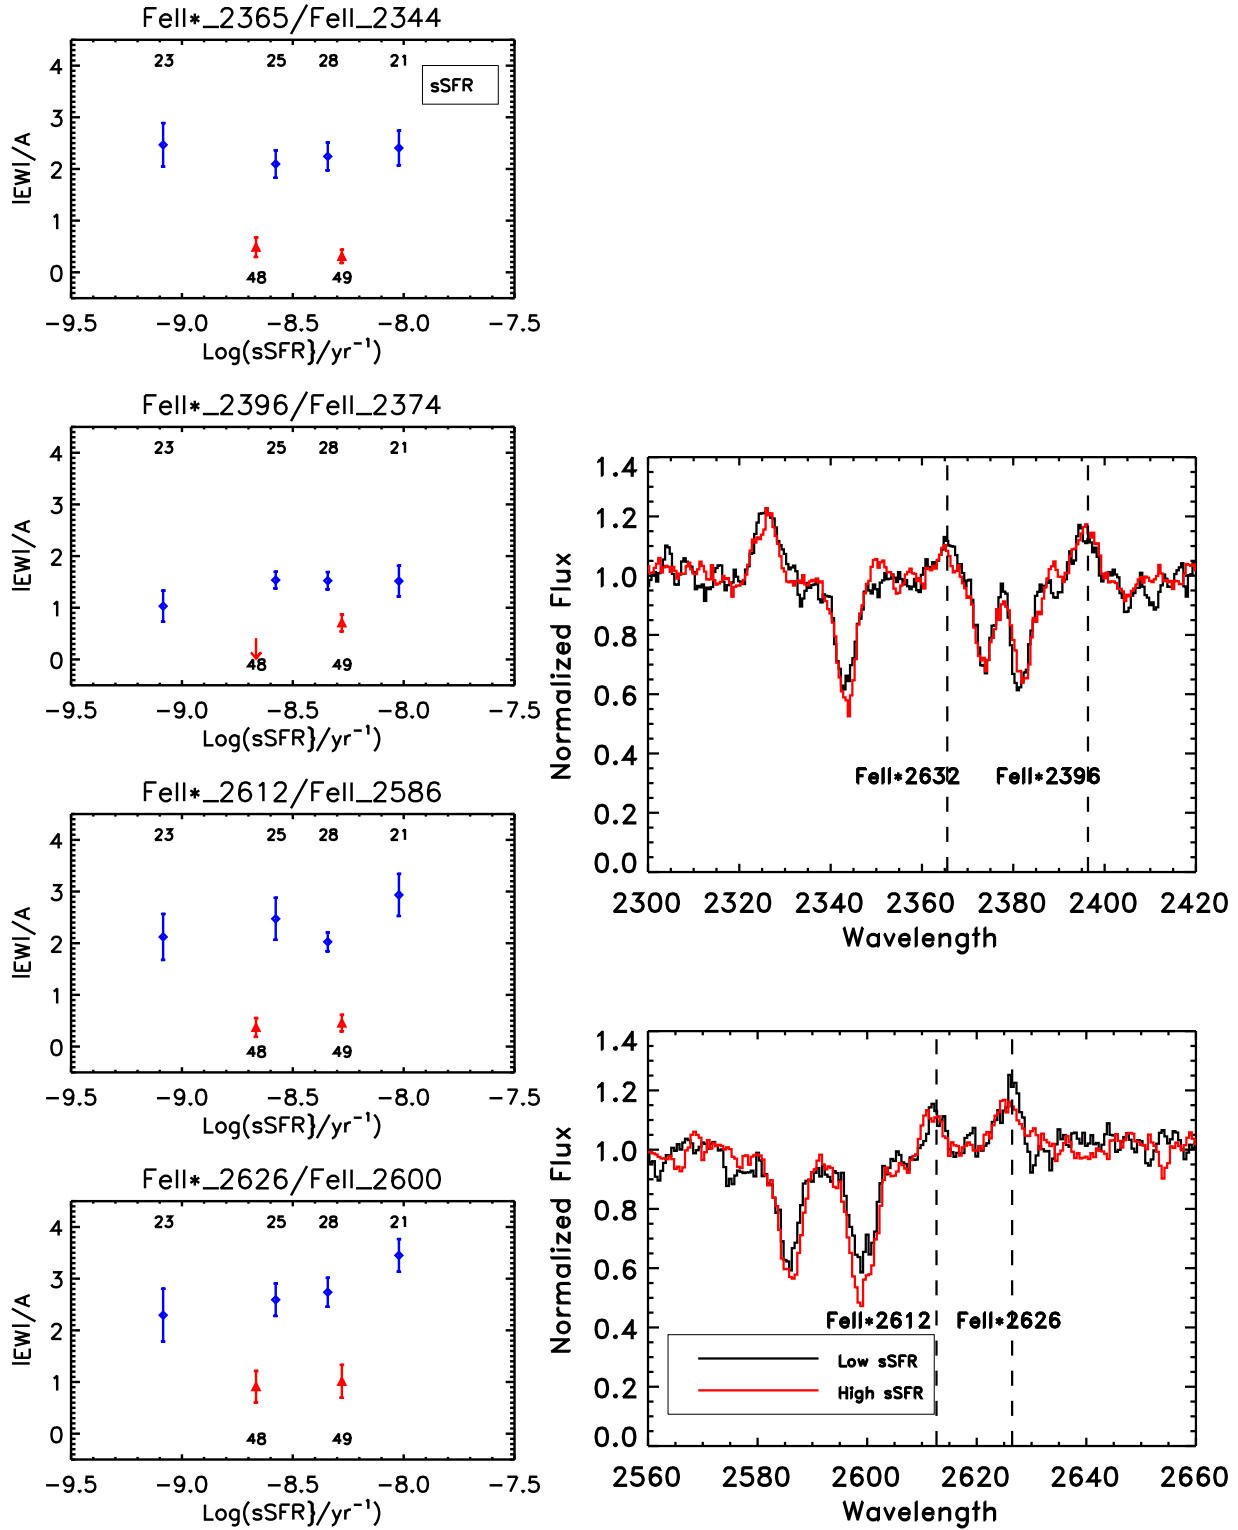 FeII*_2365/FeII_2344
23 25 28 21
sSFR
4
3
2
1
0
|EW|/A
48 49
-9.5 -9.0 -8.5 -8.0 -7.5
Log(sSFR}/yr⁻¹)
FeII*_2396/FeII_2374
23 25 28 21
4
3
2
1
0
|EW|/A
48 49
-9.5 -9.0 -8.5 -8.0 -7.5
Log(sSFR}/yr⁻¹)
FeII*_2612/FeII_2586
23 25 28 21
4
3
2
1
0
|EW|/A
48 49
-9.5 -9.0 -8.5 -8.0 -7.5
Log(sSFR}/yr⁻¹)
FeII*_2626/FeII_2600
23 25 28 21
4
3
2
1
0
|EW|/A
48 49
-9.5 -9.0 -8.5 -8.0 -7.5
Log(sSFR}/yr⁻¹)
1.4
1.2
1.0
0.8
0.6
0.4
0.2
0.0
Normalized Flux
FeII*2632 FeII*2396
2300 2320 2340 2360 2380 2400 2420
Wavelength
1.4
1.2
1.0
0.8
0.6
0.4
0.2
0.0
Normalized Flux
FeII*2612 FeII*2626
Low sSFR
High sSFR
2560 2580 2600 2620 2640 2660
Wavelength